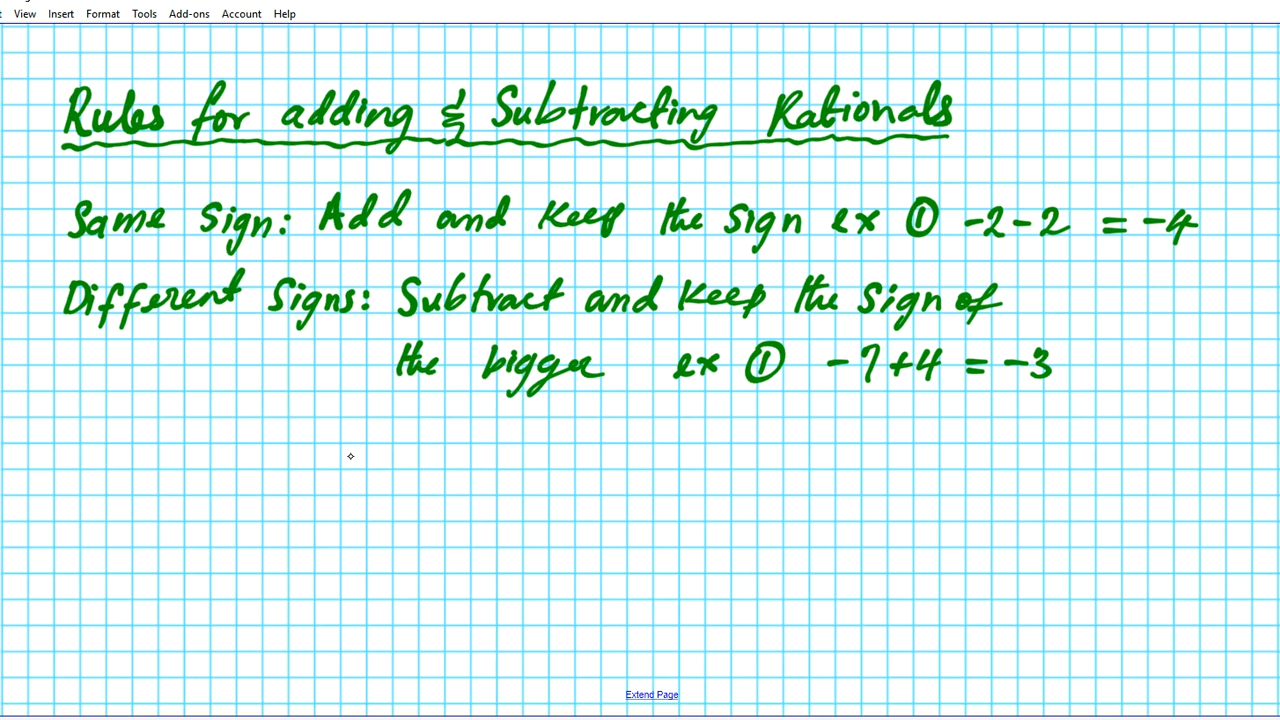 View Insert Format Tools Add-ons Account Help
Rules for adding & Subtracting Rationals
Same Sign: Add and Keep the Sign ex ① -2-2 = -4
Different Signs: Subtract and Keep the Sign of
the bigger ex ① -7+4 = -3
Extend Page